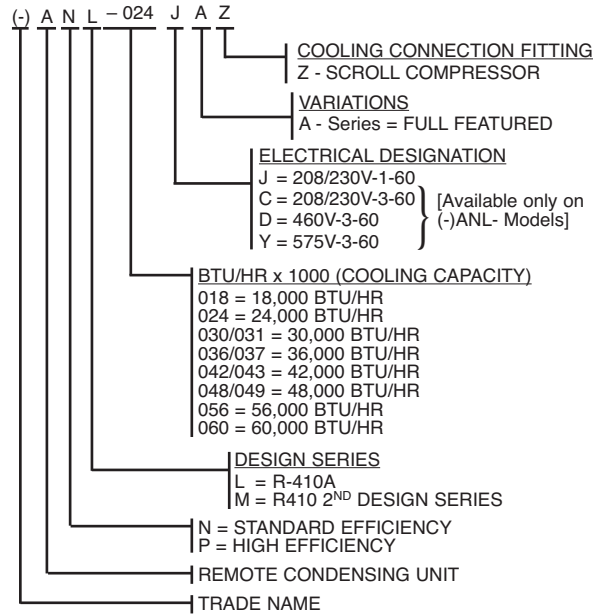 (-) A N L – 024 J A Z
COOLING CONNECTION FITTING
Z - SCROLL COMPRESSOR
VARIATIONS
A - Series = FULL FEATURED
ELECTRICAL DESIGNATION
J = 208/230V-1-60
C = 208/230V-3-60
D = 460V-3-60
Y = 575V-3-60
[Available only on
(-)ANL- Models]
BTU/HR x 1000 (COOLING CAPACITY)
018 = 18,000 BTU/HR
024 = 24,000 BTU/HR
030/031 = 30,000 BTU/HR
036/037 = 36,000 BTU/HR
042/043 = 42,000 BTU/HR
048/049 = 48,000 BTU/HR
056 = 56,000 BTU/HR
060 = 60,000 BTU/HR
DESIGN SERIES
L = R-410A
M = R410 2ND DESIGN SERIES
N = STANDARD EFFICIENCY
P = HIGH EFFICIENCY
REMOTE CONDENSING UNIT
TRADE NAME